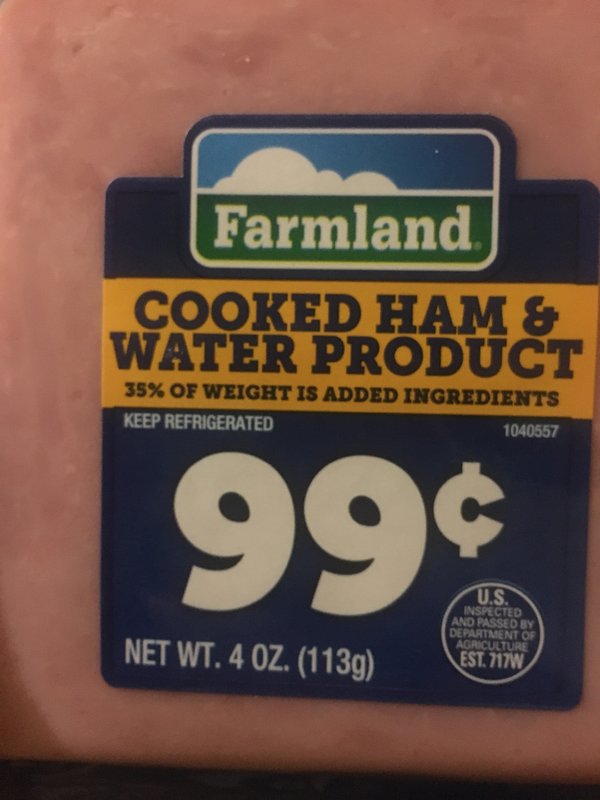 Farmland
COOKED HAM &
WATER PRODUCT
35% OF WEIGHT IS ADDED INGREDIENTS
KEEP REFRIGERATED
1040557
99¢
NET WT. 4 OZ. (113g)
U.S.
INSPECTED
AND PASSED BY
DEPARTMENT OF
AGRICULTURE
EST. 717W